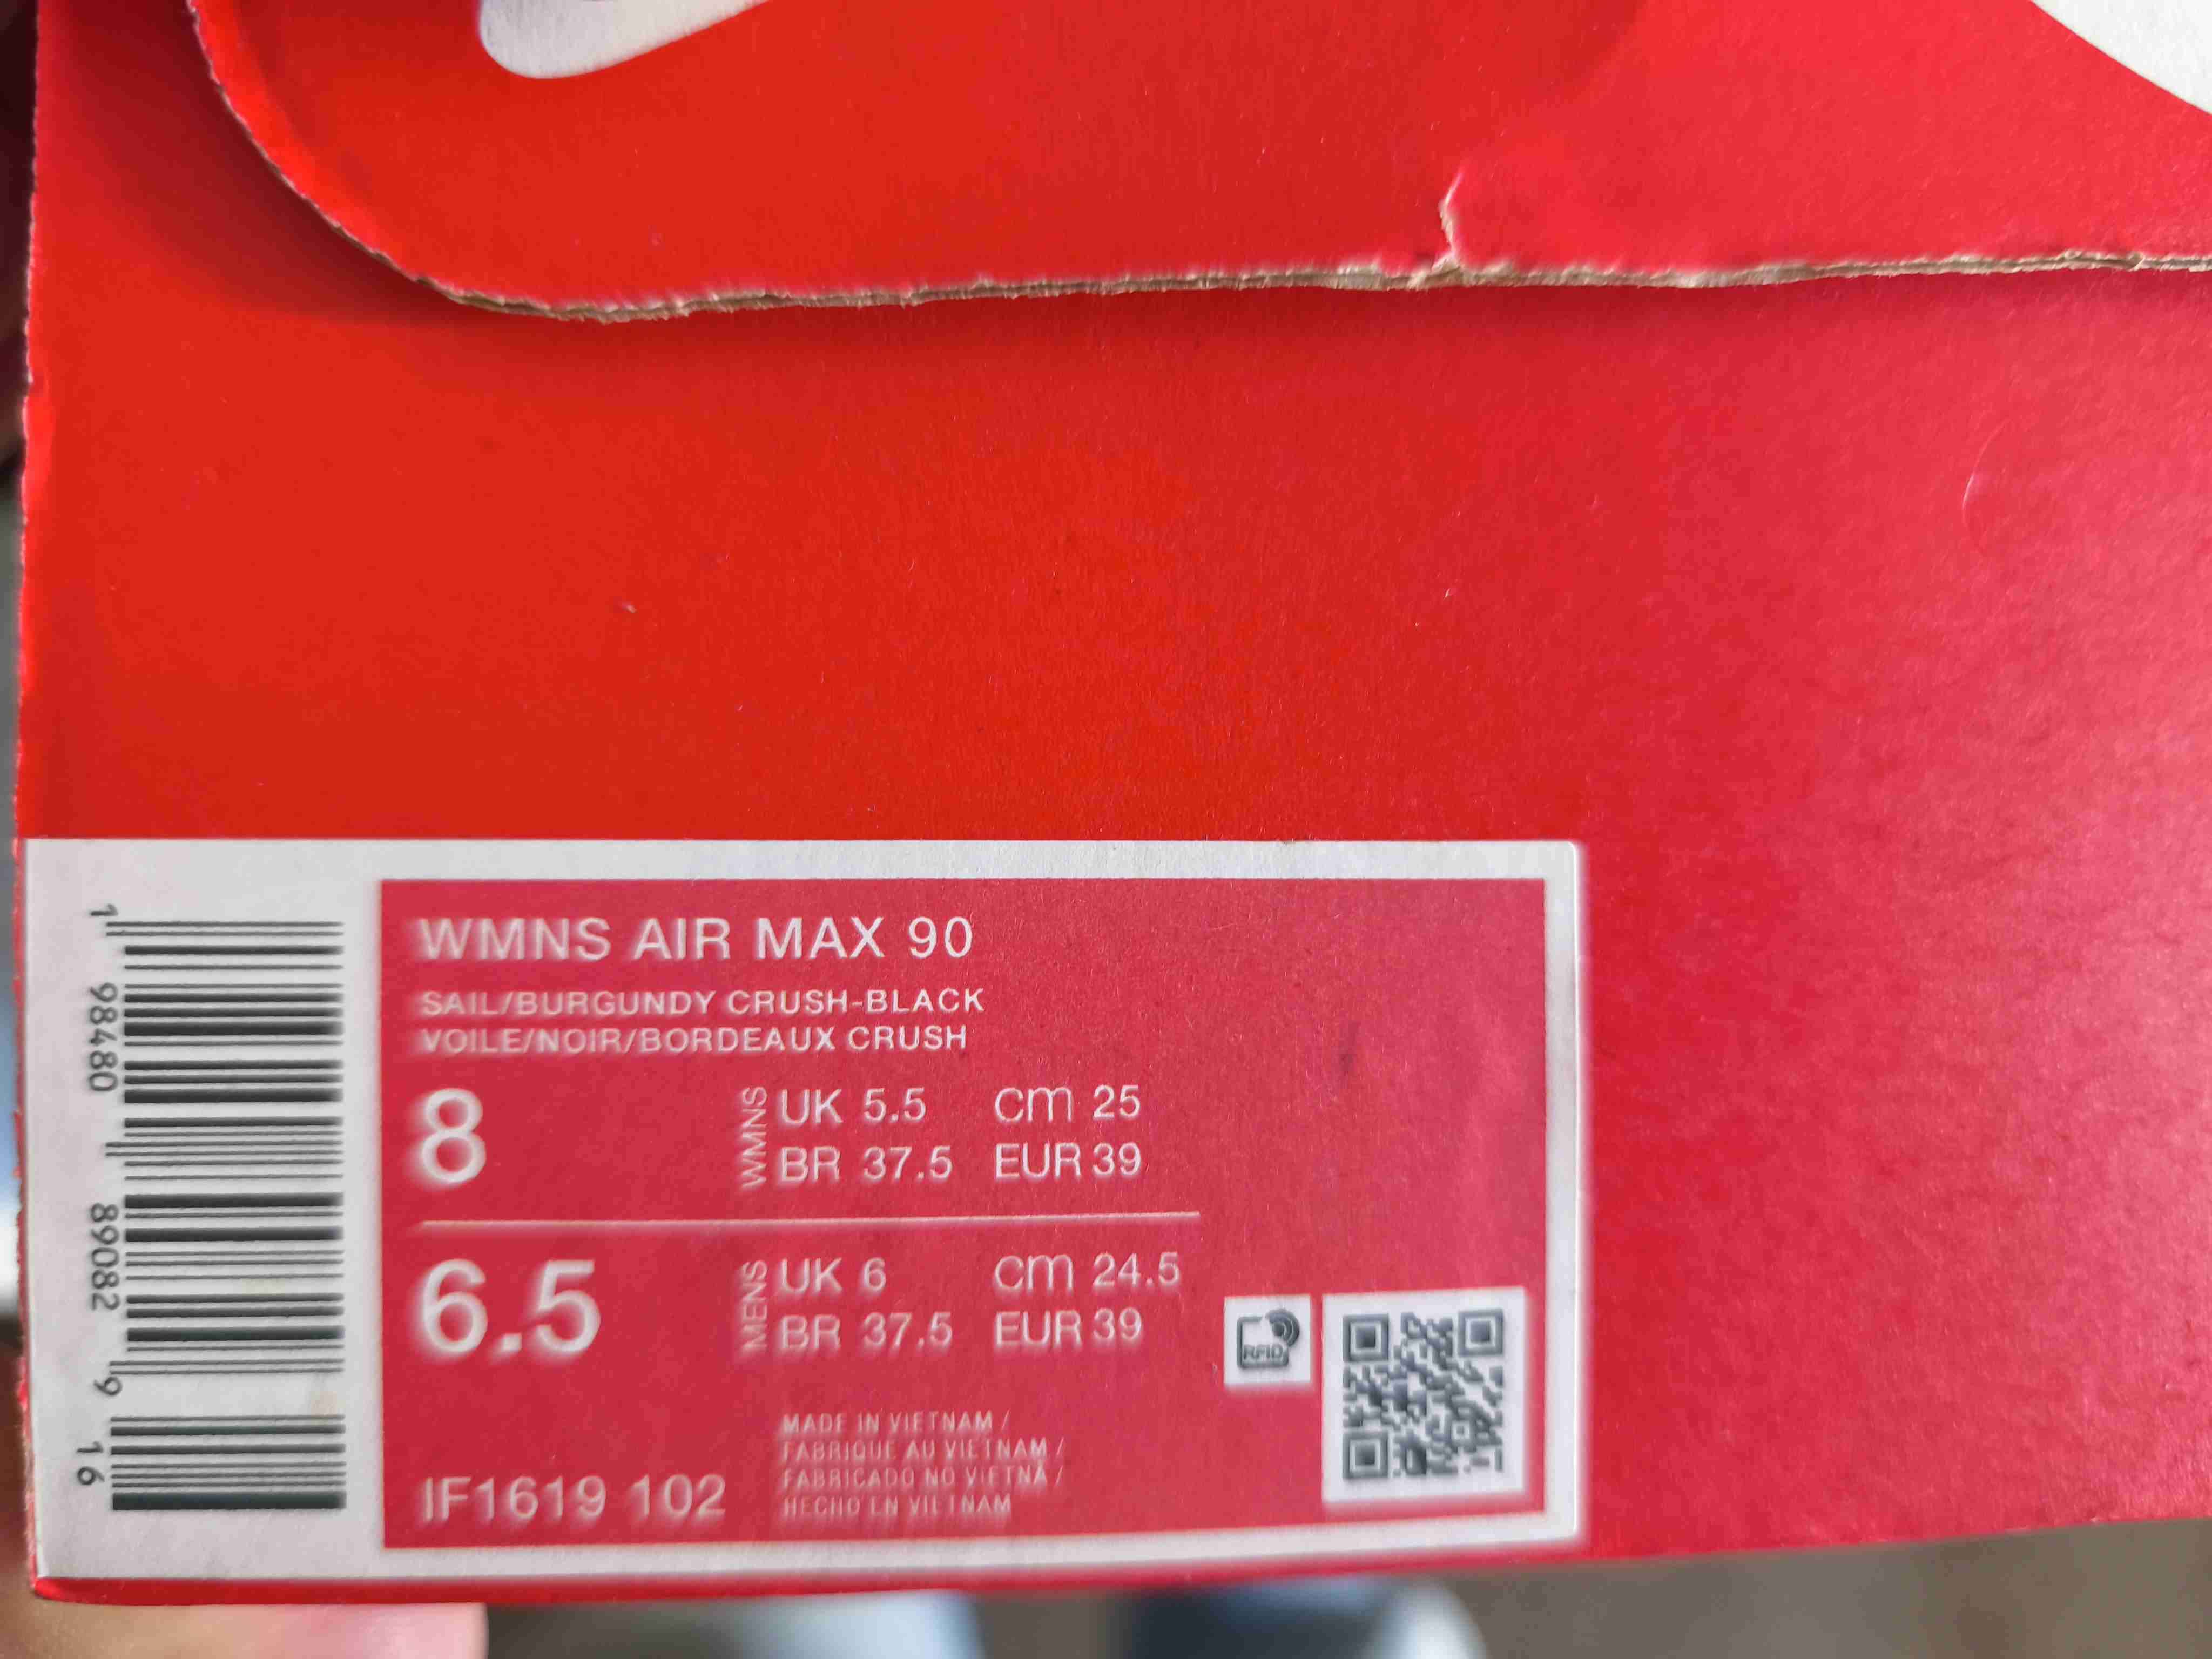 WMNS AIR MAX 90
SAIL/BURGUNDY CRUSH-BLACK
VOILE/NOIR/BORDEAUX CRUSH
8
WMNS
UK 5.5 cm 25
BR 37.5 EUR 39
6.5
MENS
UK 6 cm 24.5
BR 37.5 EUR 39
MADE IN VIETNAM /
FABRIQUE AU VIETNAM /
FABRICADO NO VIETNÃ /
HECHO EN VIETNAM
IF1619 102
RFID
1 98480 89082 9 16